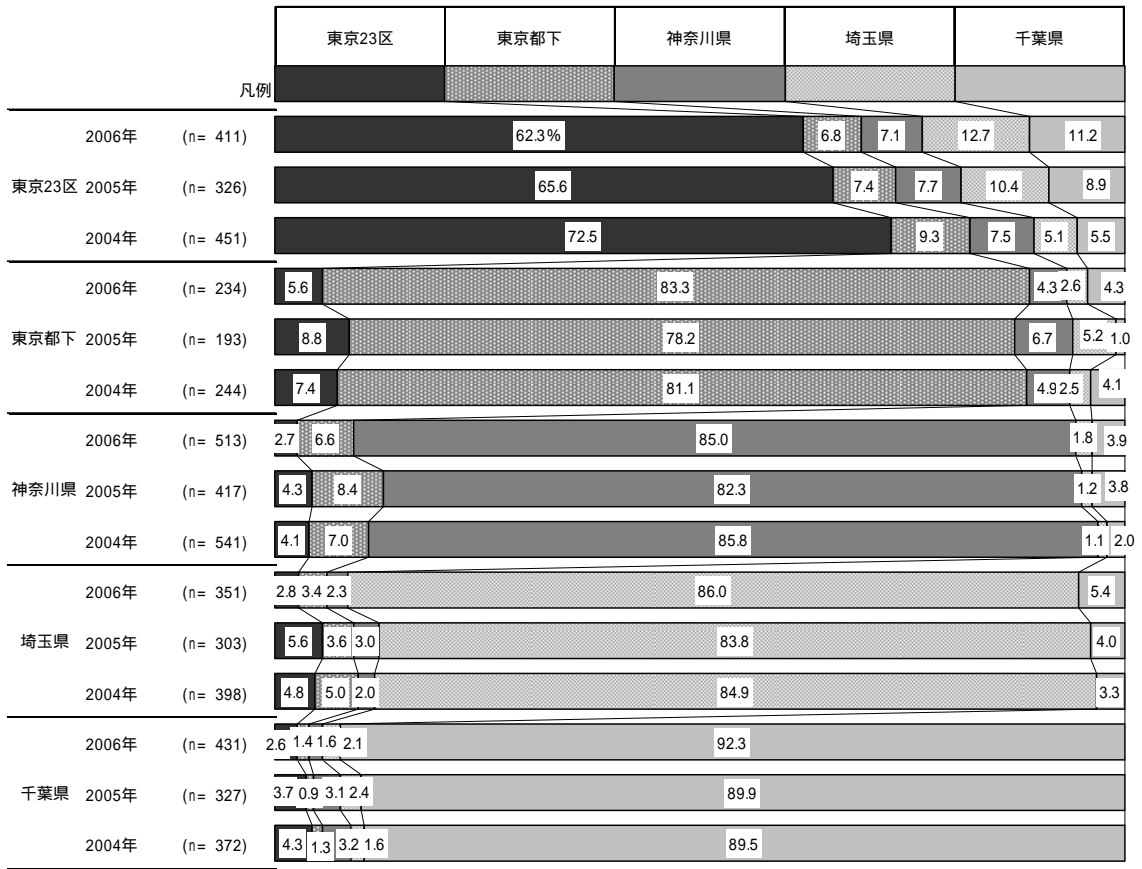 東京23区 東京都下 神奈川県 埼玉県 千葉県
凡例
2006年 (n= 411) 62.3% 6.8 7.1 12.7 11.2
東京23区 2005年 (n= 326) 65.6 7.4 7.7 10.4 8.9
2004年 (n= 451) 72.5 9.3 7.5 5.1 5.5
2006年 (n= 234) 5.6 83.3 4.3 2.6 4.3
東京都下 2005年 (n= 193) 8.8 78.2 6.7 5.2 1.0
2004年 (n= 244) 7.4 81.1 4.9 2.5 4.1
2006年 (n= 513) 2.7 6.6 85.0 1.8 3.9
神奈川県 2005年 (n= 417) 4.3 8.4 82.3 1.2 3.8
2004年 (n= 541) 4.1 7.0 85.8 1.1 2.0
2006年 (n= 351) 2.8 3.4 2.3 86.0 5.4
埼玉県 2005年 (n= 303) 5.6 3.6 3.0 83.8 4.0
2004年 (n= 398) 4.8 5.0 2.0 84.9 3.3
2006年 (n= 431) 2.6 1.4 1.6 2.1 92.3
千葉県 2005年 (n= 327) 3.7 0.9 3.1 2.4 89.9
2004年 (n= 372) 4.3 1.3 3.2 1.6 89.5